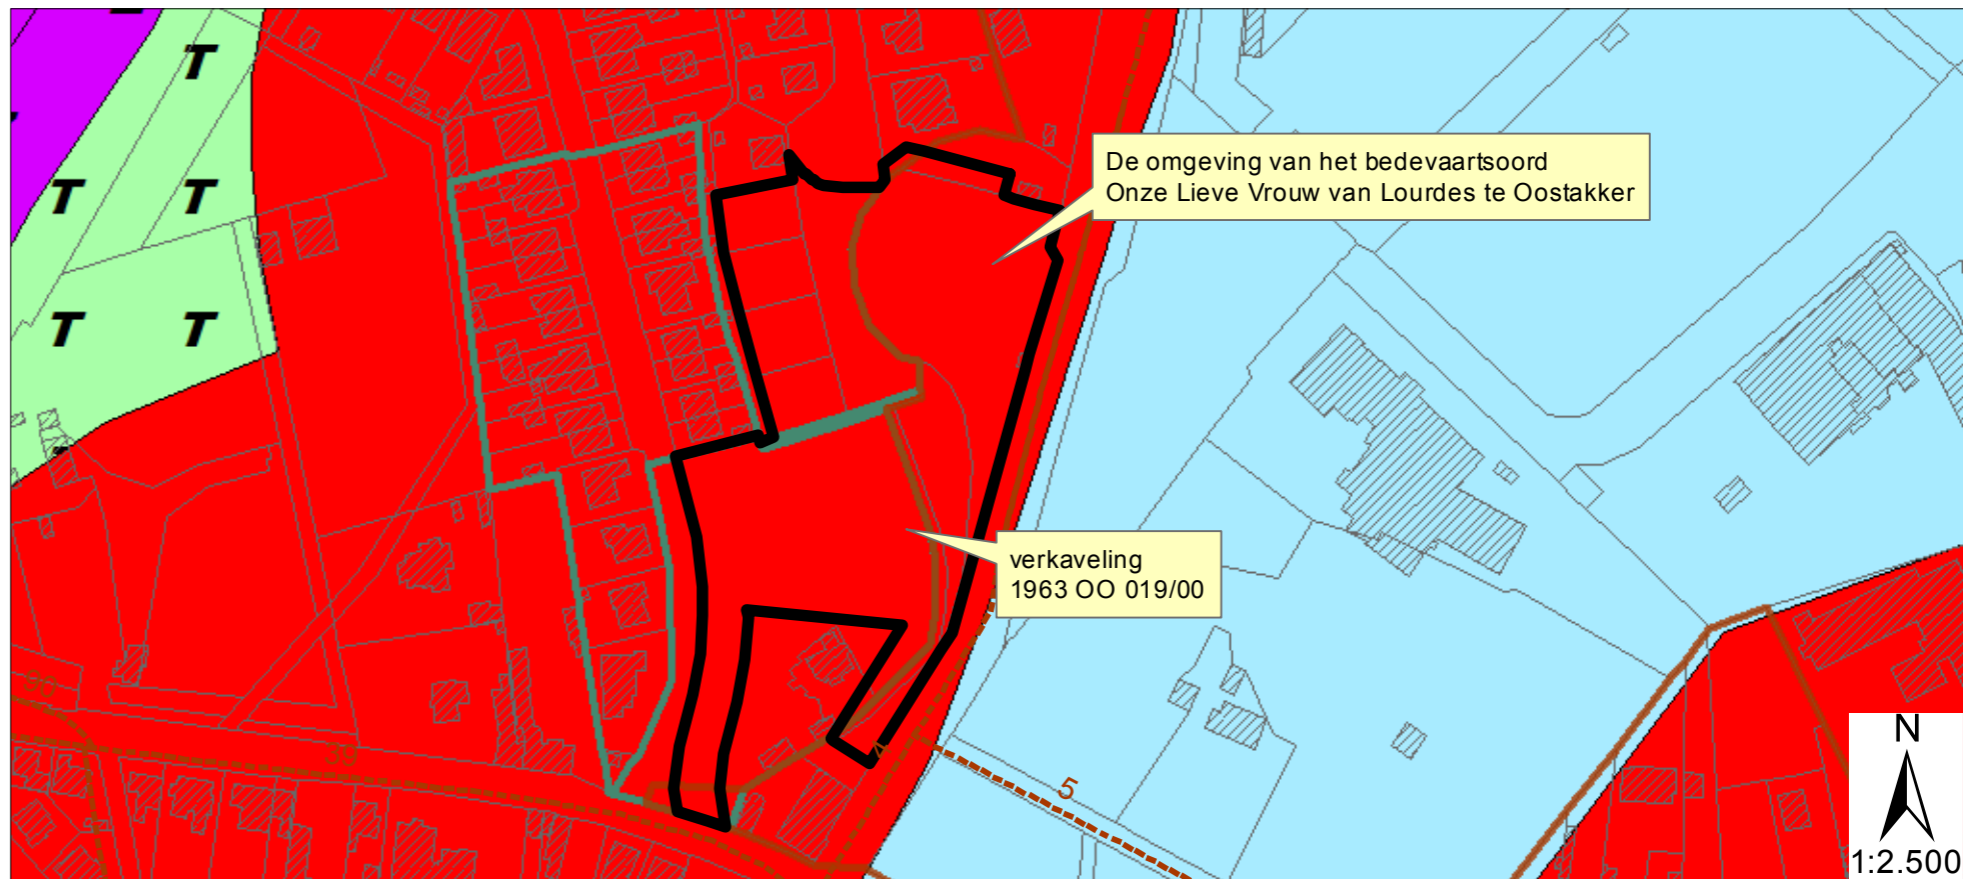 T
T
T
T
T
De omgeving van het bedevaartsoord
Onze Lieve Vrouw van Lourdes te Oostakker
verkaveling
1963 OO 019/00
90
39
5
N
1:2.500